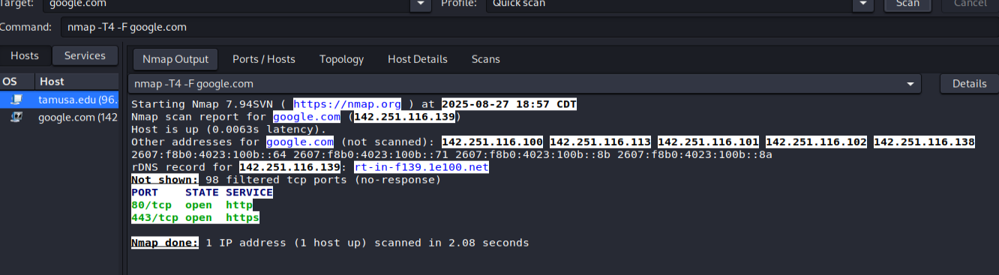 Target: google.com Profile: Quick scan Scan Cancel
Command: nmap -T4 -F google.com
Hosts Services Nmap Output Ports / Hosts Topology Host Details Scans
OS Host nmap -T4 -F google.com Details
tamusa.edu (96.
google.com (142
Starting Nmap 7.94SVN ( https://nmap.org ) at 2025-08-27 18:57 CDT
Nmap scan report for google.com (142.251.116.139)
Host is up (0.0063s latency).
Other addresses for google.com (not scanned): 142.251.116.100 142.251.116.113 142.251.116.101 142.251.116.102 142.251.116.138
2607:f8b0:4023:100b::64 2607:f8b0:4023:100b::71 2607:f8b0:4023:100b::8b 2607:f8b0:4023:100b::8a
rDNS record for 142.251.116.139: rt-in-f139.1e100.net
Not shown: 98 filtered tcp ports (no-response)
PORT    STATE SERVICE
80/tcp  open  http
443/tcp open  https
Nmap done: 1 IP address (1 host up) scanned in 2.08 seconds